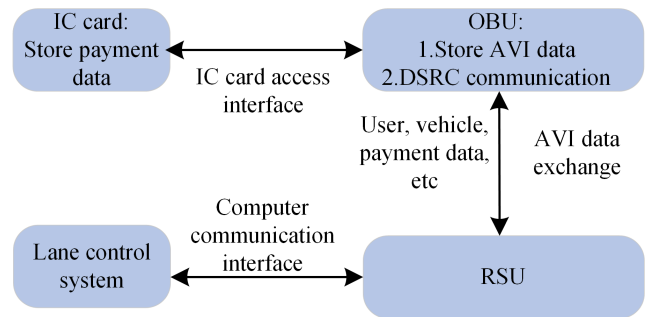 IC card:
Store payment
data
IC card access
interface
OBU:
1.Store AVI data
2.DSRC communication
User, vehicle,
payment data,
etc
AVI data
exchange
Computer
communication
interface
Lane control
system
RSU